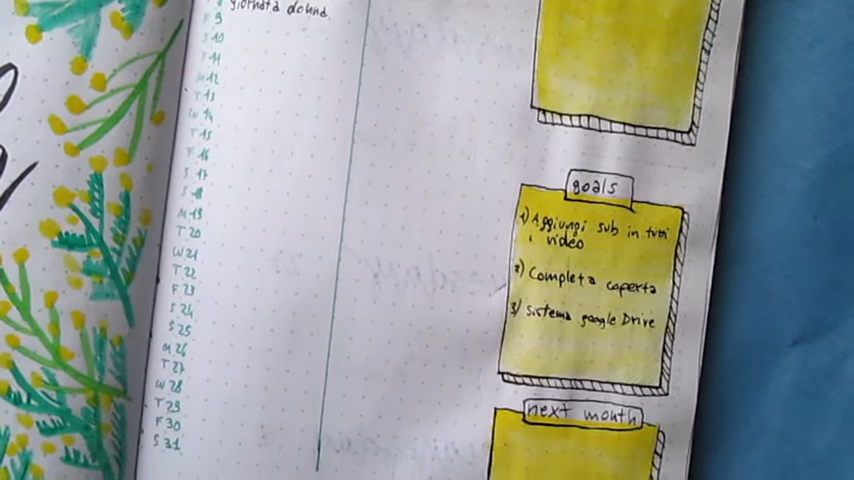 giornata donna
F 9
S 10
S 11
M 12
T 13
W 14
T 15
F 16
S 17
S 18
M 19
T 20
W 21
T 22
F 23
S 24
S 25
M 26
T 27
W 28
T 29
F 30
S 31
goals
1) Aggiungi sub in tutti
i video
2) Completa coperta
3) Sistema google Drive
next month